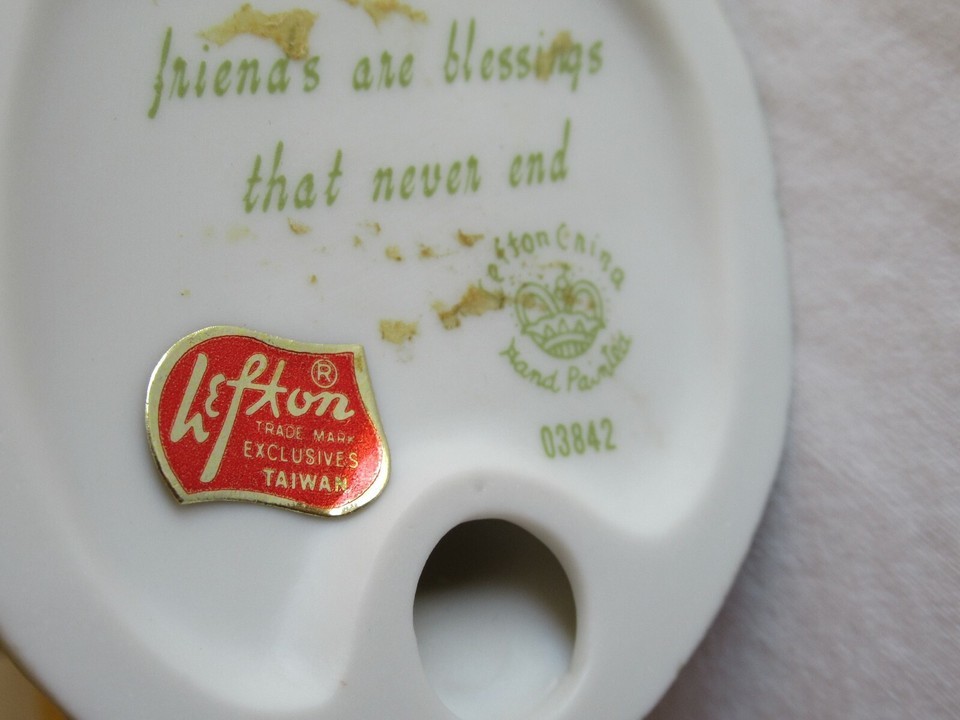 friends are blessings
that never end
Lefton China
Hand Painted
03842
Lefton ®
TRADE MARK
EXCLUSIVES
TAIWAN